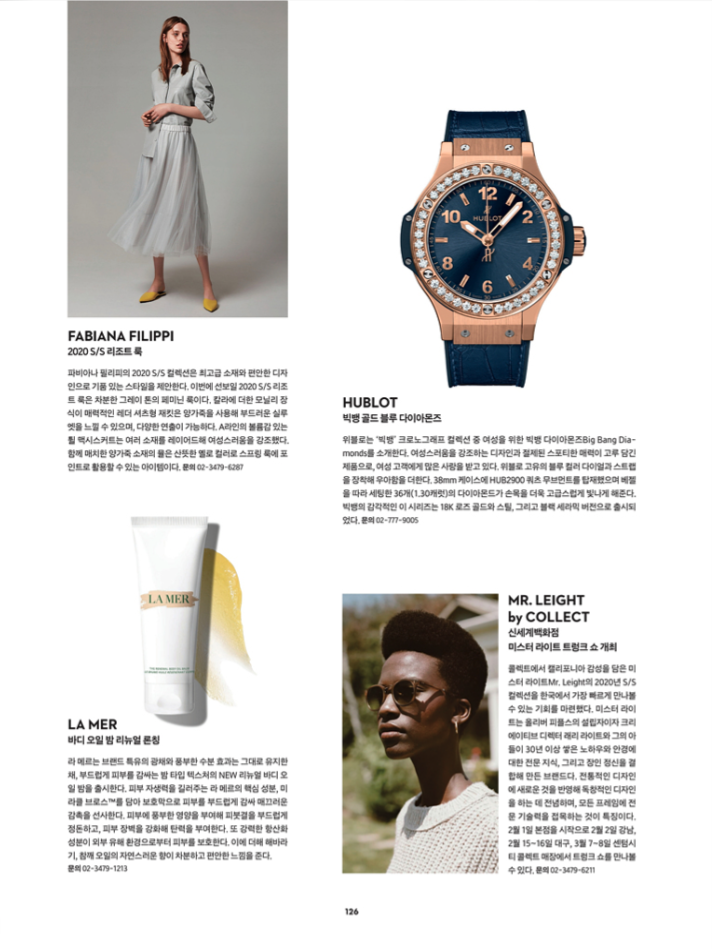 FABIANA FILIPPI
2020 S/S 리조트 룩
파비아나 필리피의 2020 S/S 컬렉션은 최고급 소재와 편안한 디자
인으로 기품 있는 스타일을 제안한다. 이번에 선보일 2020 S/S 리조
트 룩은 차분한 그레이 톤의 페미닌 룩이다. 칼라에 더한 모닐리 장
식이 매력적인 레더 셔츠형 재킷은 양가죽을 사용해 부드러운 실루
엣을 느낄 수 있으며, 다양한 연출이 가능하다. A라인의 볼륨감 있는
튈 맥시스커트는 여러 소재를 레이어드해 여성스러움을 강조했다.
함께 매치한 양가죽 소재의 뮬은 산뜻한 옐로 컬러로 스프링 룩에 포
인트로 활용할 수 있는 아이템이다. 문의 02-3479-6287
HUBLOT
12
10
2
8
4
6
HUBLOT
빅뱅 골드 블루 다이아몬즈
위블로는 ‘빅뱅’ 크로노그래프 컬렉션 중 여성을 위한 빅뱅 다이아몬즈Big Bang Dia-
monds를 소개한다. 여성스러움을 강조하는 디자인과 절제된 스포티한 매력이 고루 담긴
제품으로, 여성 고객에게 많은 사랑을 받고 있다. 위블로 고유의 블루 컬러 다이얼과 스트랩
을 장착해 우아함을 더한다. 38mm 케이스에 HUB2900 쿼츠 무브먼트를 탑재했으며 베젤
을 따라 세팅한 36개(1.30캐럿)의 다이아몬드가 손목을 더욱 고급스럽게 빛나게 해준다.
빅뱅의 감각적인 이 시리즈는 18K 로즈 골드와 스틸, 그리고 블랙 세라믹 버전으로 출시되
었다. 문의 02-777-9005
LA MER
LA MER
바디 오일 밤 리뉴얼 론칭
라 메르는 브랜드 특유의 광채와 풍부한 수분 효과는 그대로 유지한
채, 부드럽게 피부를 감싸는 밤 타입 텍스처의 NEW 리뉴얼 바디 오
일 밤을 출시한다. 피부 자생력을 길러주는 라 메르의 핵심 성분, 미
라클 브로스™를 담아 보호막으로 피부를 부드럽게 감싸 매끄러운
감촉을 선사한다. 피부에 풍부한 영양을 부여해 피붓결을 부드럽게
정돈하고, 피부 장벽을 강화해 탄력을 부여한다. 또 강력한 항산화
성분이 외부 유해 환경으로부터 피부를 보호한다. 이에 더해 해바라
기, 참깨 오일의 자연스러운 향이 차분하고 편안한 느낌을 준다.
문의 02-3479-1213
MR. LEIGHT
by COLLECT
신세계백화점
미스터 라이트 트렁크 쇼 개최
콜렉트에서 캘리포니아 감성을 담은 미
스터 라이트Mr. Leight의 2020년 S/S
컬렉션을 한국에서 가장 빠르게 만나볼
수 있는 기회를 마련했다. 미스터 라이
트는 올리버 피플스의 설립자이자 크리
에이티브 디렉터 래리 라이트와 그의 아
들이 30년 이상 쌓은 노하우와 안경에
대한 전문 지식, 그리고 장인 정신을 결
합해 만든 브랜드다. 전통적인 디자인
에 새로운 것을 반영해 독창적인 디자인
을 하는 데 전념하며, 모든 프레임에 전
문 기술력을 접목하는 것이 특징이다.
2월 1일 본점을 시작으로 2월 2일 강남,
2월 15~16일 대구, 3월 7~8일 센텀시
티 콜렉트 매장에서 트렁크 쇼를 만나볼
수 있다. 문의 02-3479-6211
126